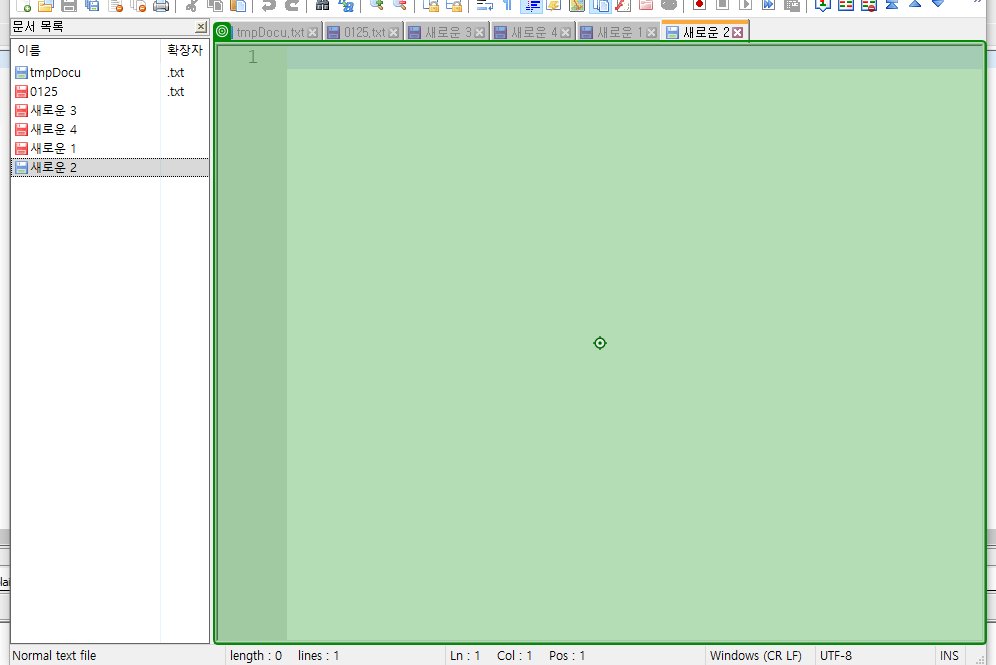 문서 목록
tmpDocu.txt 0125.txt 새로운 3 새로운 4 새로운 1 새로운 2
이름 확장자
1
tmpDocu .txt
0125 .txt
새로운 3
새로운 4
새로운 1
새로운 2
lai
Normal text file length : 0 lines : 1 Ln : 1 Col : 1 Pos : 1 Windows (CR LF) UTF-8 INS